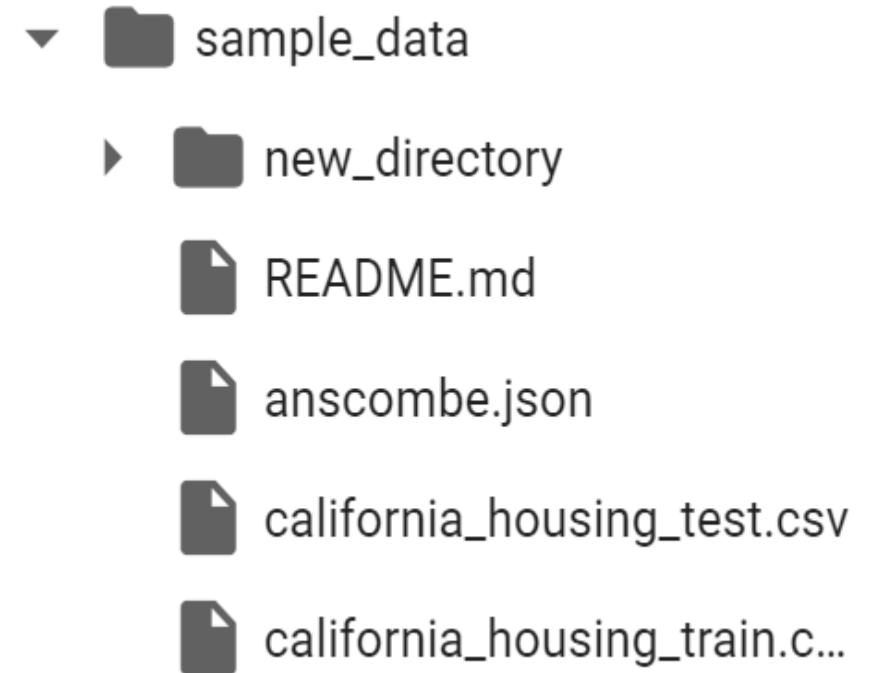 sample_data
new_directory
README.md
anscombe.json
california_housing_test.csv
california_housing_train.c...